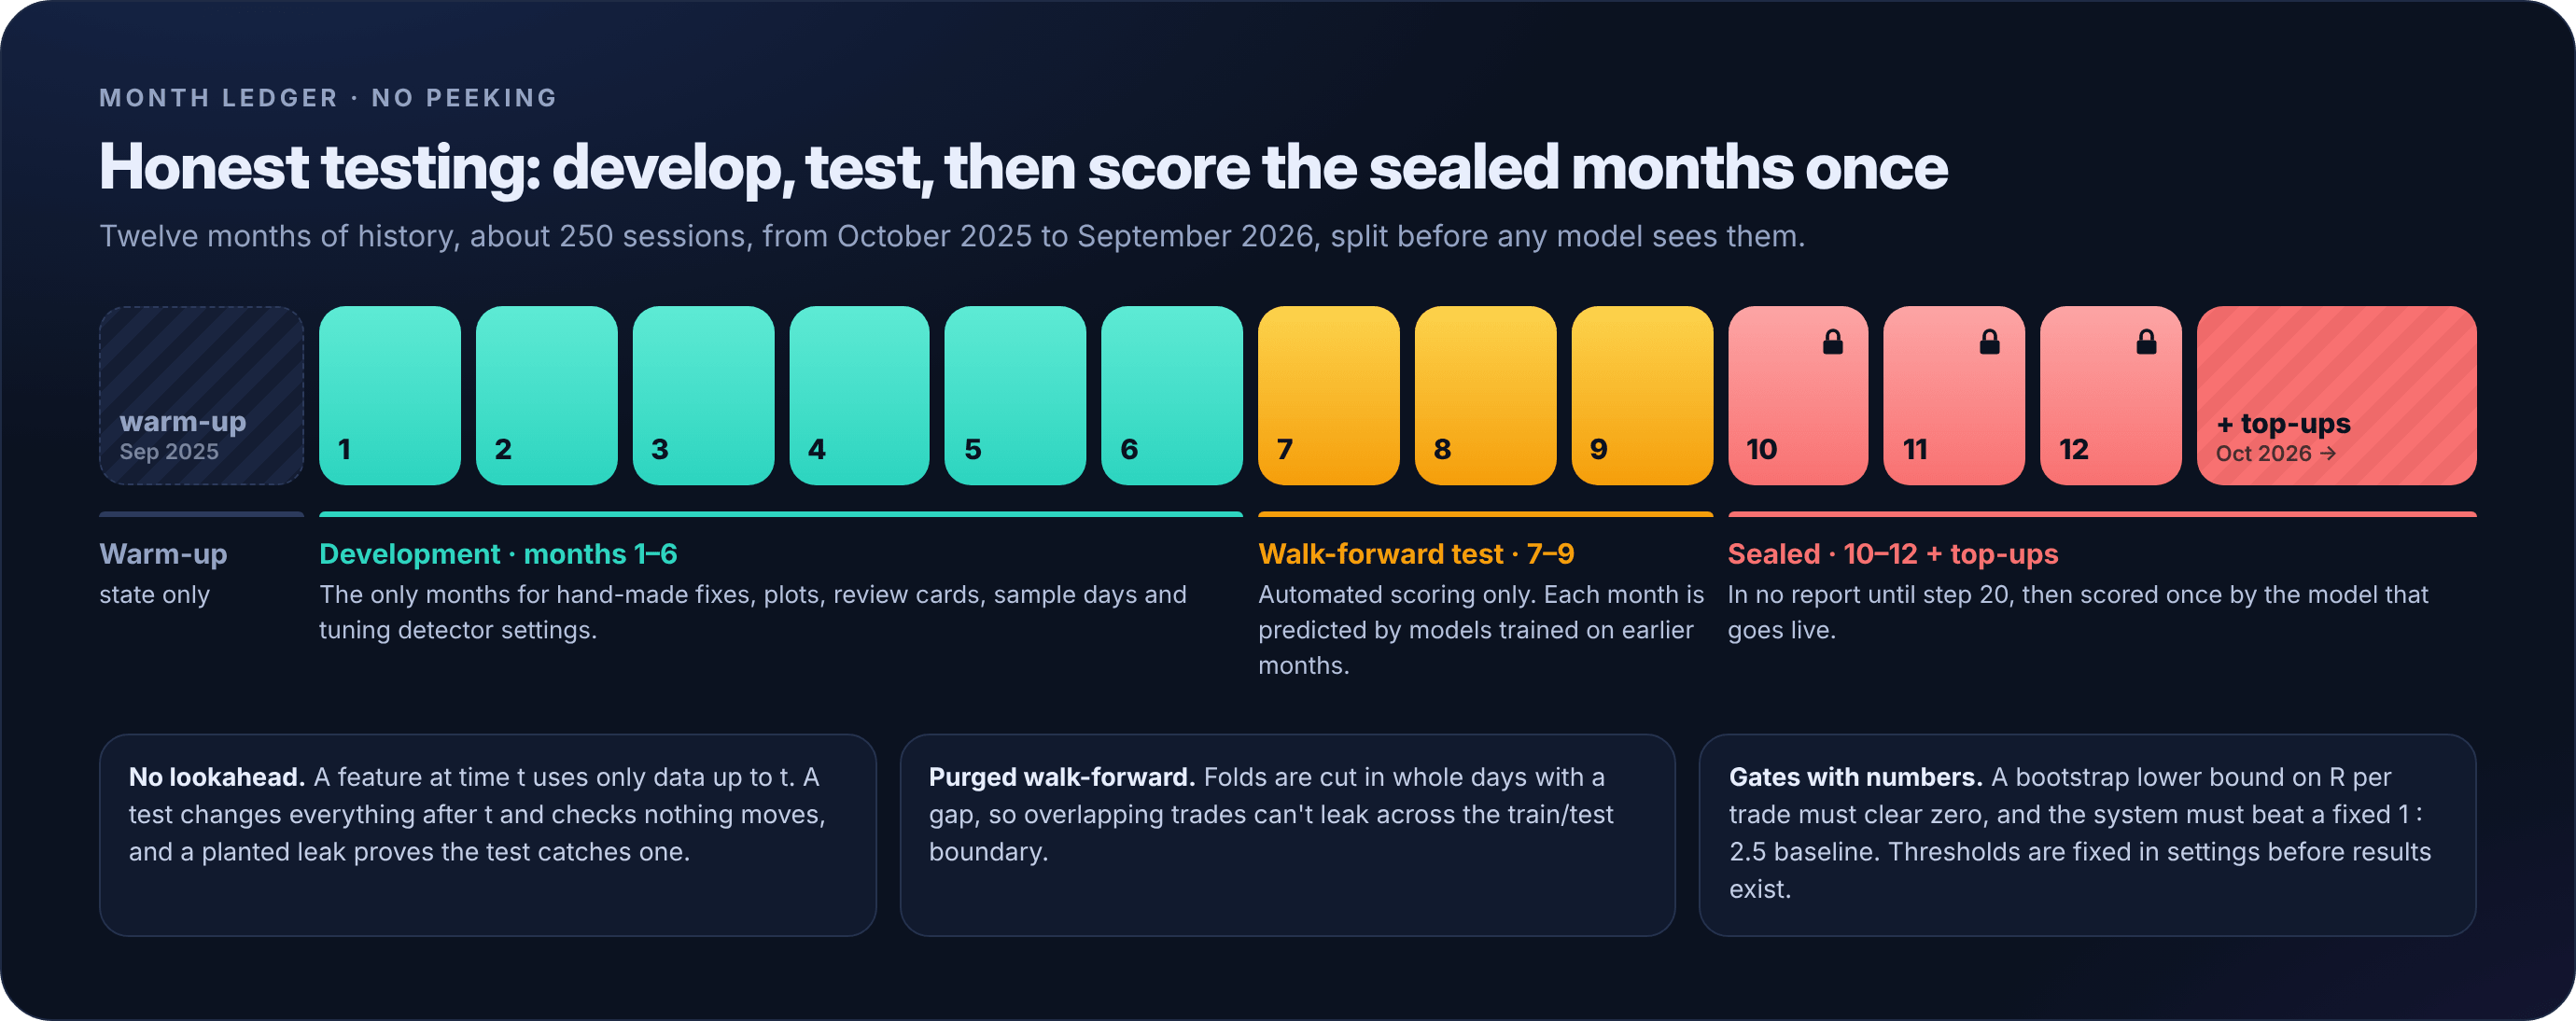 MONTH LEDGER · NO PEEKING
Honest testing: develop, test, then score the sealed months once
Twelve months of history, about 250 sessions, from October 2025 to September 2026, split before any model sees them.
warm-up
Sep 2025
1
2
3
4
5
6
7
8
9
10
11
12
+ top-ups
Oct 2026 →
Warm-up
state only
Development · months 1–6
The only months for hand-made fixes, plots, review cards, sample days and
tuning detector settings.
Walk-forward test · 7–9
Automated scoring only. Each month is
predicted by models trained on earlier
months.
Sealed · 10–12 + top-ups
In no report until step 20, then scored once by the model that
goes live.
No lookahead. A feature at time t uses only data up to t. A
test changes everything after t and checks nothing moves,
and a planted leak proves the test catches one.
Purged walk-forward. Folds are cut in whole days with a
gap, so overlapping trades can't leak across the train/test
boundary.
Gates with numbers. A bootstrap lower bound on R per
trade must clear zero, and the system must beat a fixed 1 :
2.5 baseline. Thresholds are fixed in settings before results
exist.